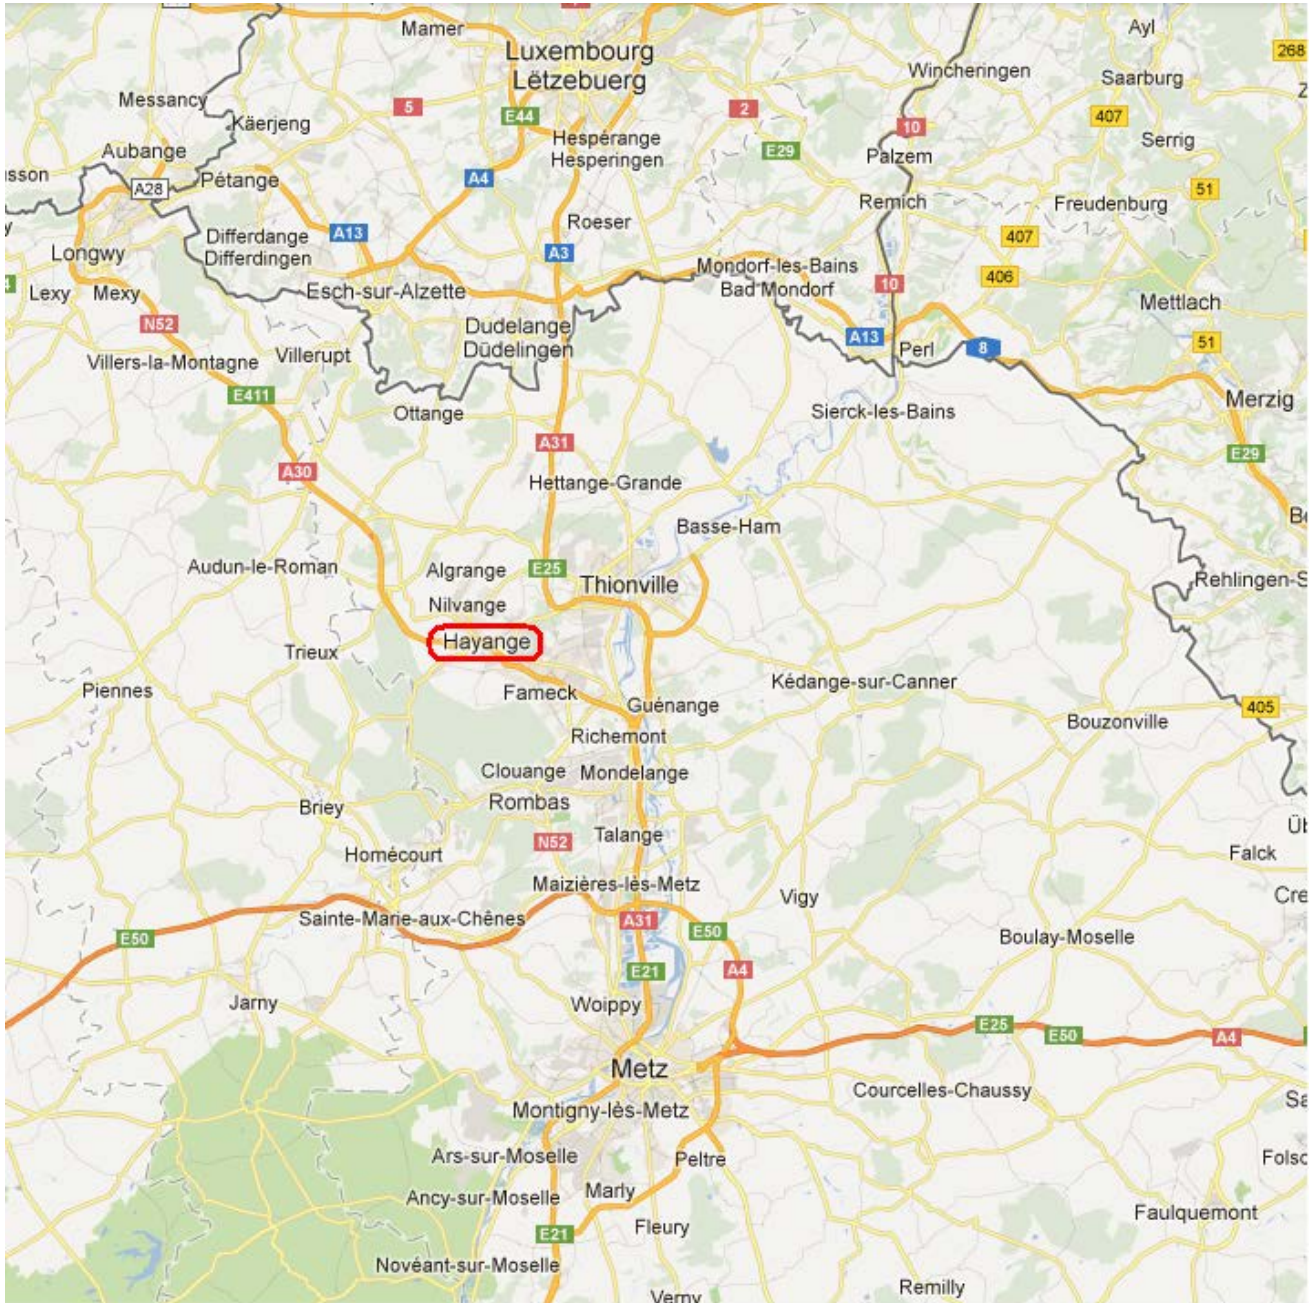 Mamer
Luxembourg
Lëtzebuerg
Ayl
268
Wincheringen
Saarburg
Messancy
5
E44
2
407
Käerjeng
10
Hespérange
Hesperingen
Serrig
Aubange
E29
Palzem
A28
Pétange
A4
51
Remich
Freudenburg
Roeser
Differdange
Differdingen
A13
407
Longwy
A3
Mondorf-les-Bains
Bad Mondorf
406
10
Lexy
Mexy
Esch-sur-Alzette
Mettlach
N52
Dudelange
Düdelingen
A13
Perl
8
51
Villers-la-Montagne
Villerupt
E411
Merzig
Ottange
Sierck-les-Bains
A31
E29
A30
Hettange-Grande
Basse-Ham
Audun-le-Roman
Algrange
E25
Thionville
Rehlingen-S
Nilvange
Hayange
Trieux
Piennes
Fameck
Kédange-sur-Canner
Guénange
405
Bouzonville
Richemont
Clouange
Mondelange
Rombas
Briey
Talange
N52
Homécourt
Falck
Maizières-lès-Metz
Vigy
Cre
Sainte-Marie-aux-Chênes
A31
E50
E50
Boulay-Moselle
E21
A4
Jarny
Woippy
E25
E50
A4
Metz
Courcelles-Chaussy
Montigny-lès-Metz
Ars-sur-Moselle
Peltre
Folsc
Ancy-sur-Moselle
Marly
Faulquemont
E21
Fleury
Novéant-sur-Moselle
Remilly
Verny